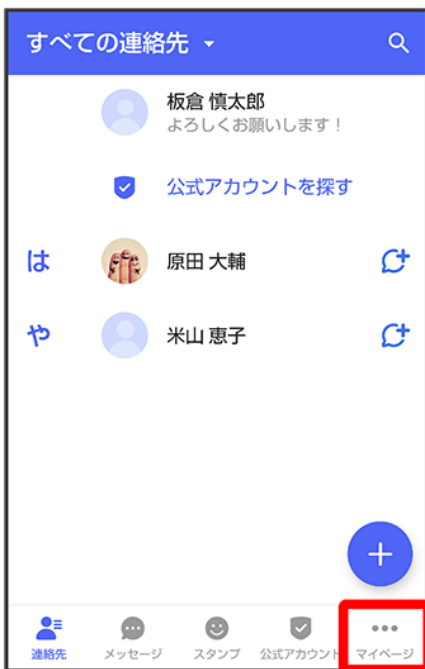 すべての連絡先
板倉 慎太郎
よろしくお願いします！
公式アカウントを探す
は
原田 大輔
や
米山 恵子
連絡先
メッセージ
スタンプ
公式アカウント
マイページ